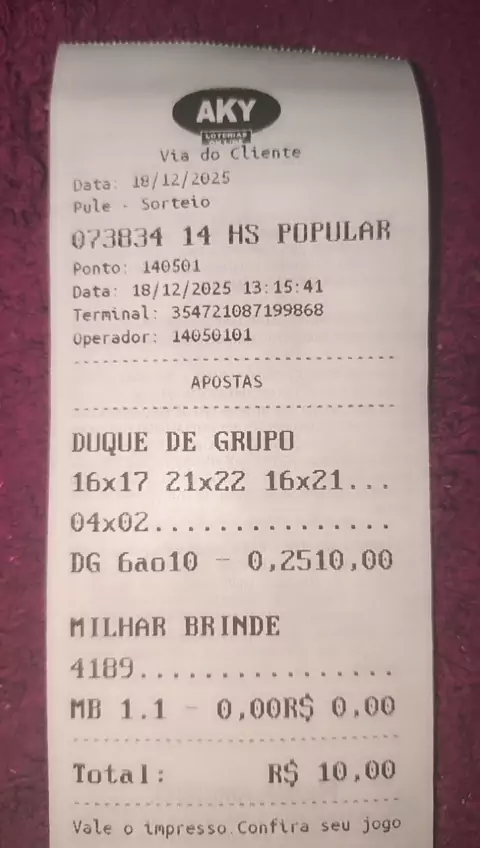 AKY
LOTERIAS
ON LINE
Via do Cliente
Data: 18/12/2025
Pule - Sorteio
073834 14 HS POPULAR
Ponto: 140501
Data: 18/12/2025 13:15:41
Terminal: 354721087199868
Operador: 14050101
APOSTAS
DUQUE DE GRUPO
16x17 21x22 16x21...
04x02...............
DG 6ao10 - 0,2510,00
MILHAR BRINDE
4189................
MB 1.1 - 0,00R$ 0,00
Total: R$ 10,00
Vale o impresso.Confira seu jogo